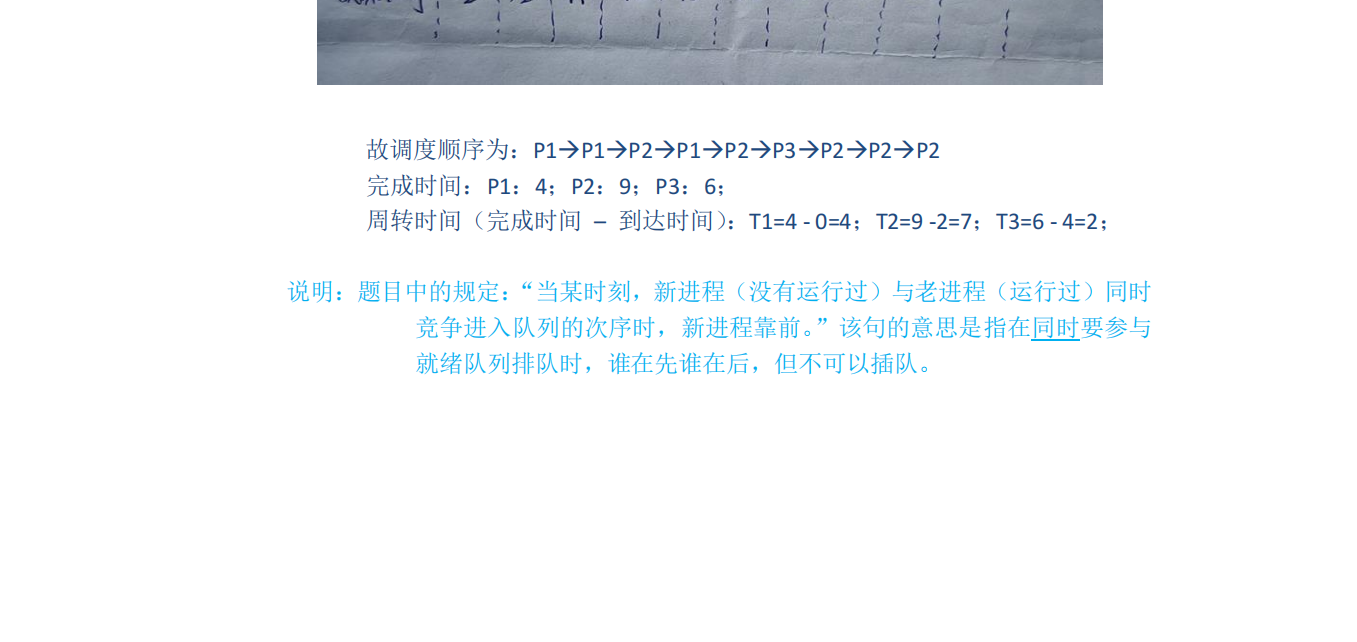 故调度顺序为：P1→P1→P2→P1→P2→P3→P2→P2→P2
完成时间：P1：4；P2：9；P3：6；
周转时间（完成时间 – 到达时间）：T1=4 - 0=4；T2=9 -2=7；T3=6 - 4=2；
说明：题目中的规定：“当某时刻，新进程（没有运行过）与老进程（运行过）同时
竞争进入队列的次序时，新进程靠前。”该句的意思是指在同时要参与
就绪队列排队时，谁在先谁在后，但不可以插队。